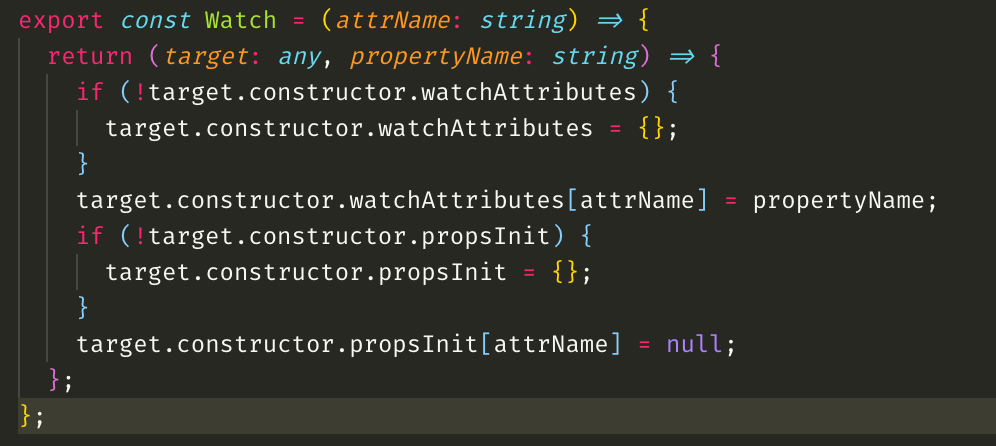 export const Watch = (attrName: string) => {
  return (target: any, propertyName: string) => {
    if (!target.constructor.watchAttributes) {
      target.constructor.watchAttributes = {};
    }
    target.constructor.watchAttributes[attrName] = propertyName;
    if (!target.constructor.propsInit) {
      target.constructor.propsInit = {};
    }
    target.constructor.propsInit[attrName] = null;
  };
};